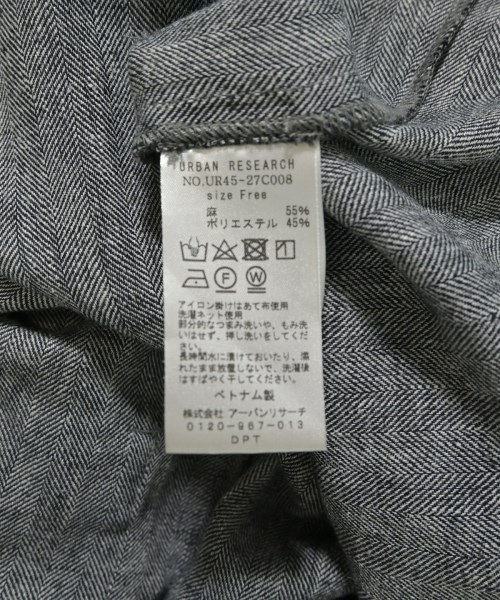 URBAN RESEARCH
NO.UR45-27C008
size Free
麻 55%
ポリエステル 45%
F W
アイロン掛けはあて布使用
洗濯ネット使用
部分的なつまみ洗いや、もみ洗
いはせず、押し洗いをしてくだ
さい。
長時間水に漬けておいたり、濡
れたまま放置しないで、洗濯後
はすばやく干してください。
ベトナム製
株式会社 アーバンリサーチ
0120-967-013
DPT